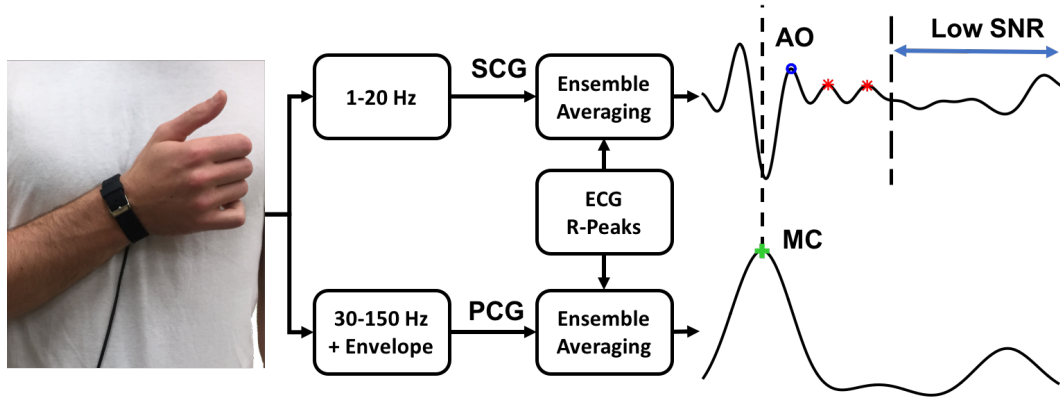 Low SNR
AO
SCG
1-20 Hz
Ensemble
Averaging
ECG
R-Peaks
MC
PCG
30-150 Hz
+ Envelope
Ensemble
Averaging